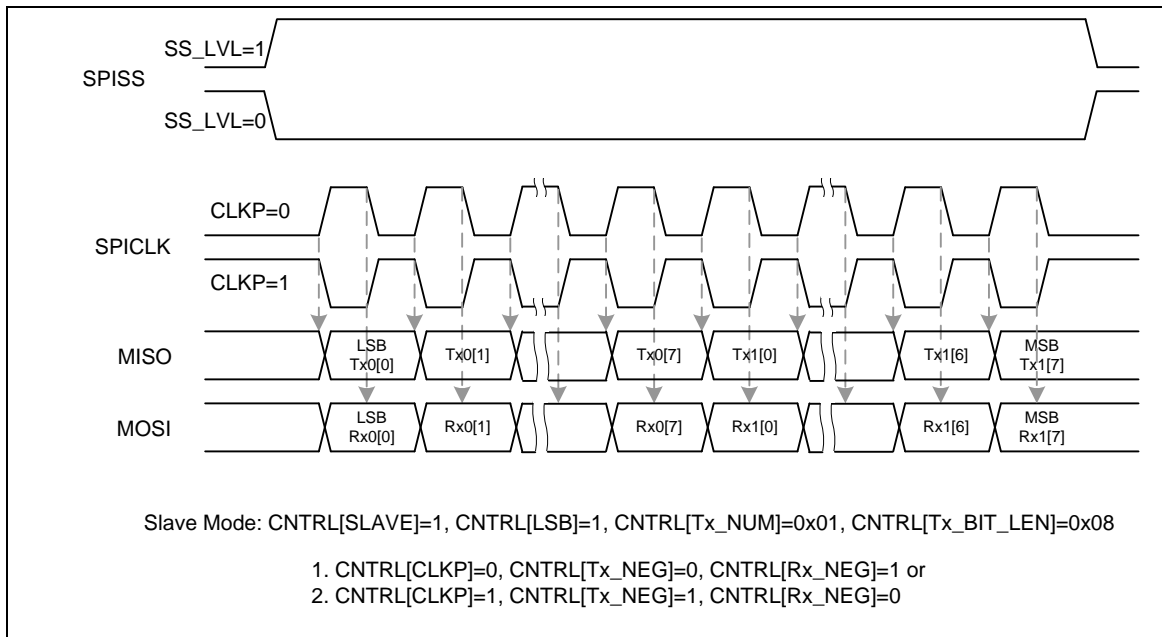 SS_LVL=1
SPISS
SS_LVL=0
CLKP=0
SPICLK
CLKP=1
MISO
LSB
Tx0[0]
Tx0[1]
Tx0[7]
Tx1[0]
Tx1[6]
MSB
Tx1[7]
MOSI
LSB
Rx0[0]
Rx0[1]
Rx0[7]
Rx1[0]
Rx1[6]
MSB
Rx1[7]
Slave Mode: CNTRL[SLAVE]=1, CNTRL[LSB]=1, CNTRL[Tx_NUM]=0x01, CNTRL[Tx_BIT_LEN]=0x08
1. CNTRL[CLKP]=0, CNTRL[Tx_NEG]=0, CNTRL[Rx_NEG]=1 or
2. CNTRL[CLKP]=1, CNTRL[Tx_NEG]=1, CNTRL[Rx_NEG]=0